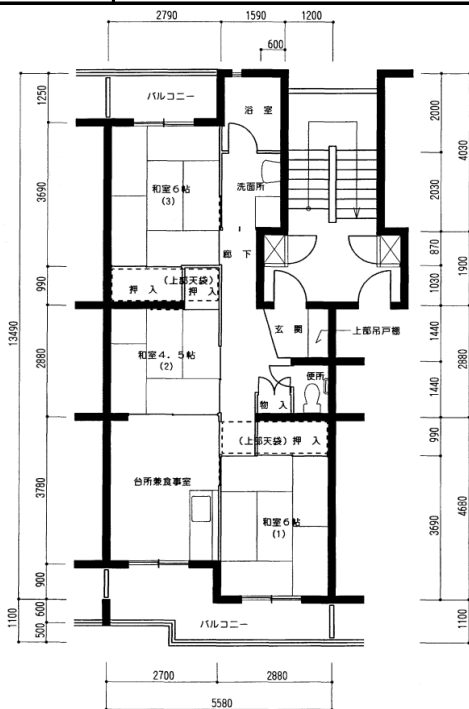 2790
1590
1200
600
1250
バルコニー
浴室
2000
4030
和室6帖
(3)
洗面所
2030
3690
廊下
870
1900
1030
990
(上部天袋)
押入
押入
13490
玄関
上部吊戸棚
1440
2880
2880
和室4.5帖
(2)
便所
1440
物入
(上部天袋)押入
990
台所兼食事室
3780
4680
3690
和室6帖
(1)
900
1100
600
500
バルコニー
1100
2700
2880
5580